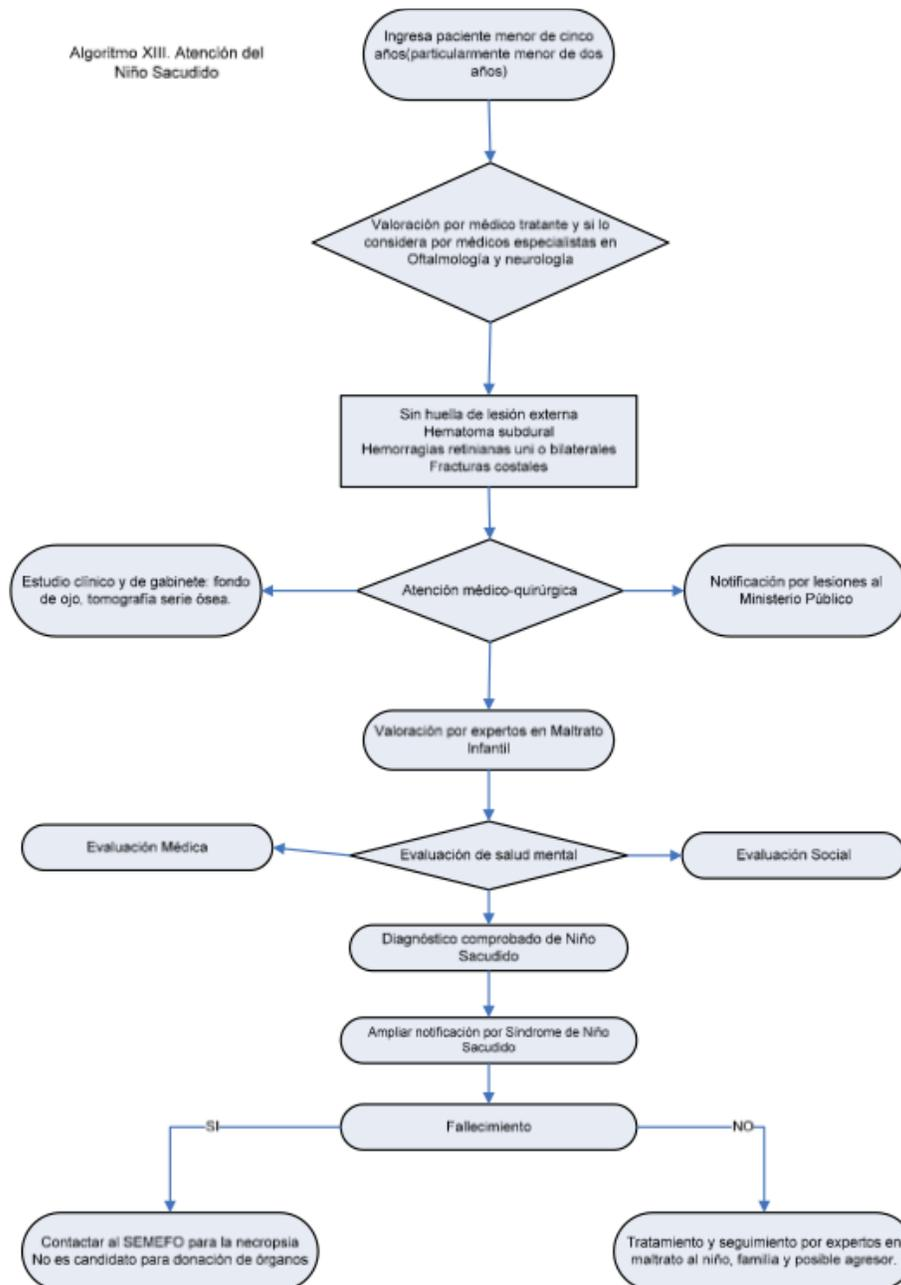 Algoritmo XIII. Atención del
Niño Sacudido
Ingresa paciente menor de cinco
años(particularmente menor de dos
años)
Valoración por médico tratante y si lo
considera por médicos especialistas en
Oftalmología y neurología
Sin huella de lesión externa
Hematoma subdural
Hemorragias retinianas uni o bilaterales
Fracturas costales
Estudio clínico y de gabinete: fondo
de ojo, tomografía serie ósea.
Atención médico-quirúrgica
Notificación por lesiones al
Ministerio Público
Valoración por expertos en Maltrato
Infantil
Evaluación Médica
Evaluación de salud mental
Evaluación Social
Diagnóstico comprobado de Niño
Sacudido
Ampliar notificación por Síndrome de Niño
Sacudido
SI
Fallecimiento
NO
Contactar al SEMEFO para la necropsia
No es candidato para donación de órganos
Tratamiento y seguimiento por expertos en
maltrato al niño, familia y posible agresor.